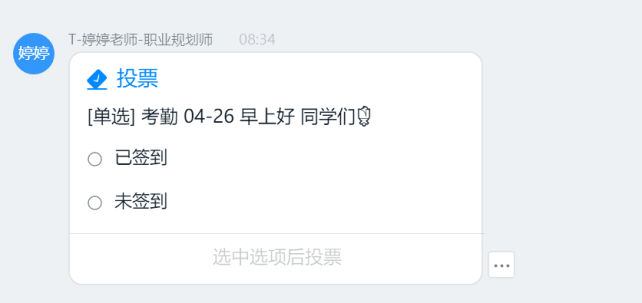 婷婷
T-婷婷老师-职业规划师 08:34
投票
[单选] 考勤 04-26 早上好 同学们
已签到
未签到
选中选项后投票